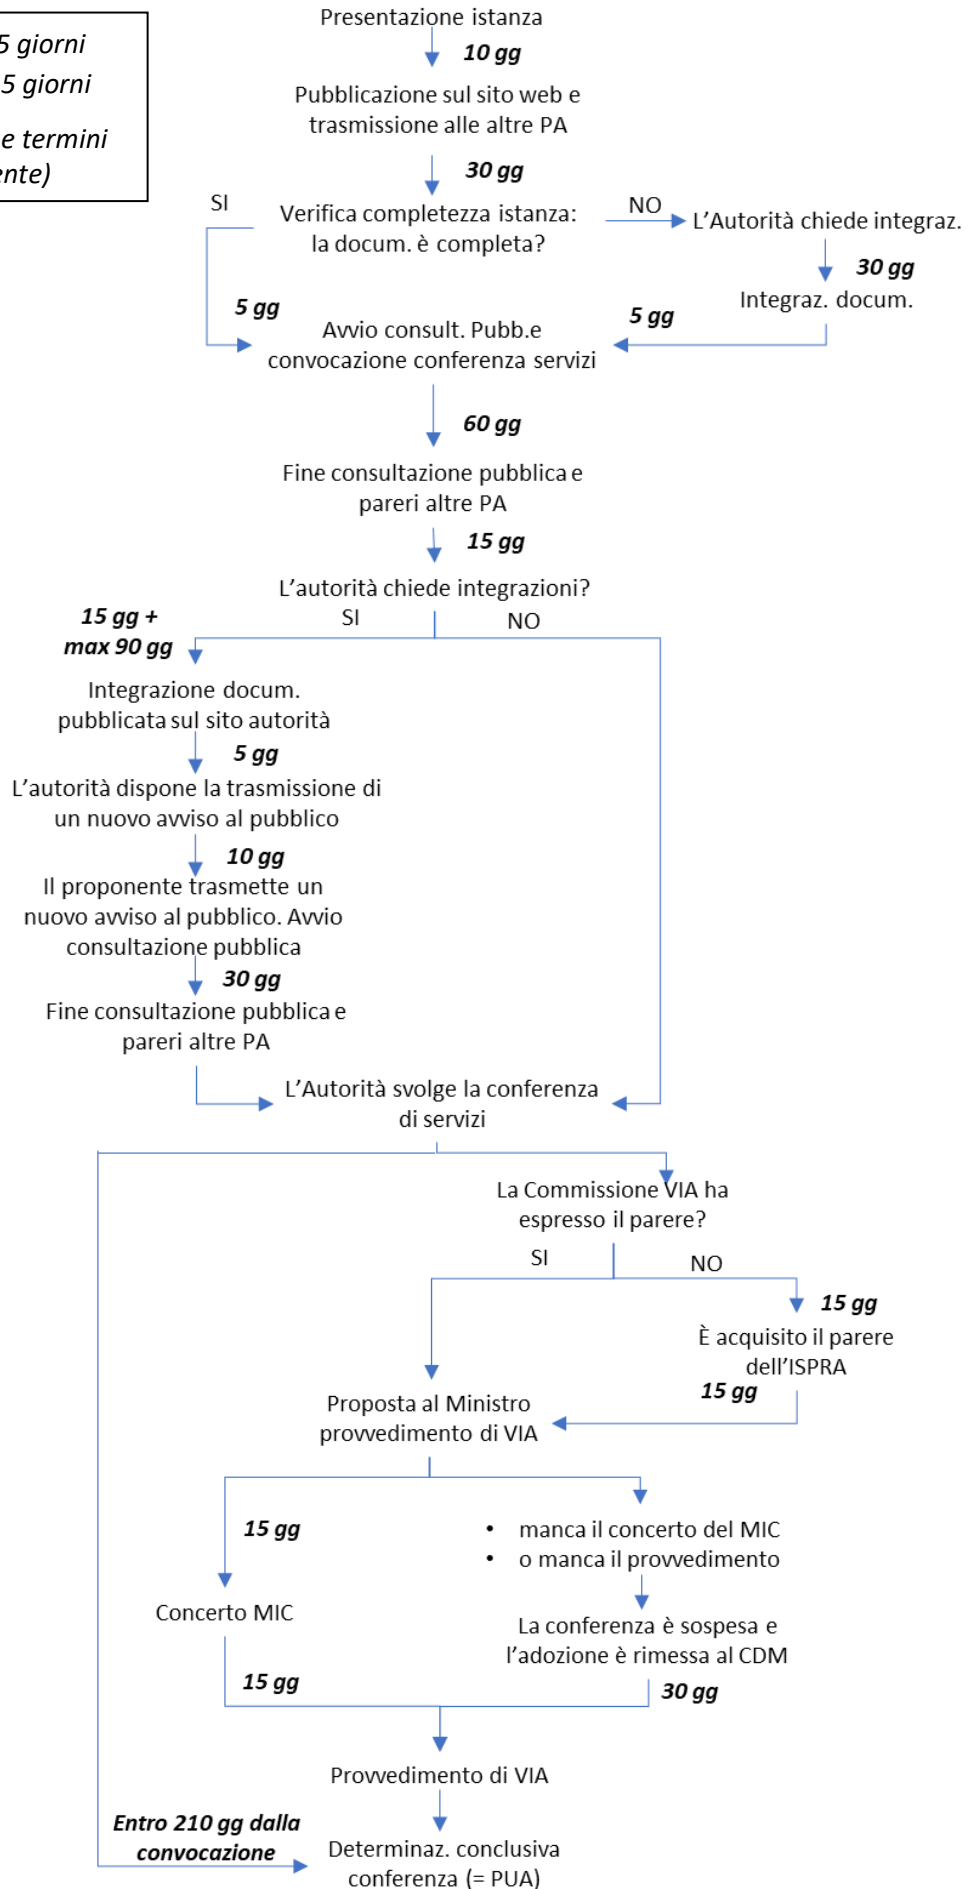 Presentazione istanza
5 giorni
5 giorni
e termini
ente)
10 gg
Pubblicazione sul sito web e
trasmissione alle altre PA
30 gg
SI
Verifica completezza istanza:
la docum. è completa?
NO
L'Autorità chiede integraz.
30 gg
Integraz. docum.
5 gg
5 gg
Avvio consult. Pubb.e
convocazione conferenza servizi
60 gg
Fine consultazione pubblica e
pareri altre PA
15 gg
L'autorità chiede integrazioni?
SI
NO
15 gg +
max 90 gg
Integrazione docum.
pubblicata sul sito autorità
5 gg
L'autorità dispone la trasmissione di
un nuovo avviso al pubblico
10 gg
Il proponente trasmette un
nuovo avviso al pubblico. Avvio
consultazione pubblica
30 gg
Fine consultazione pubblica e
pareri altre PA
L'Autorità svolge la conferenza
di servizi
La Commissione VIA ha
espresso il parere?
SI
NO
15 gg
È acquisito il parere
dell'ISPRA
15 gg
Proposta al Ministro
provvedimento di VIA
15 gg
• manca il concerto del MIC
• o manca il provvedimento
Concerto MIC
La conferenza è sospesa e
l'adozione è rimessa al CDM
15 gg
30 gg
Provvedimento di VIA
Entro 210 gg dalla
convocazione
Determinaz. conclusiva
conferenza (= PUA)